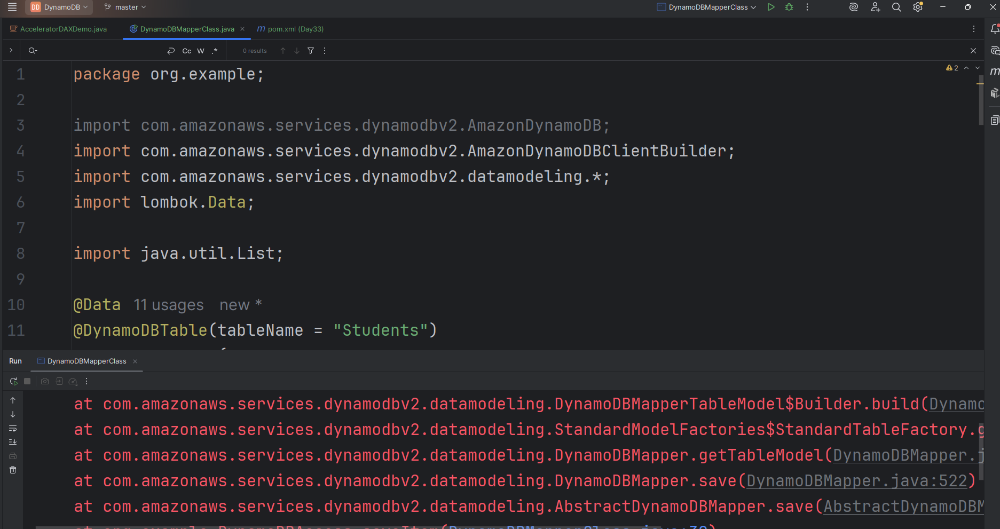 DD DynamoDB master DynamoDBMapperClass
AcceleratorDAXDemo.java DynamoDBMapperClass.java pom.xml (Day33)
Cc W .* 0 results
2
1 package org.example;
2
3 import com.amazonaws.services.dynamodbv2.AmazonDynamoDB;
4 import com.amazonaws.services.dynamodbv2.AmazonDynamoDBClientBuilder;
5 import com.amazonaws.services.dynamodbv2.datamodeling.*;
6 import lombok.Data;
7
8 import java.util.List;
9
10 @Data 11 usages new *
11 @DynamoDBTable(tableName = "Students")
Run DynamoDBMapperClass
at com.amazonaws.services.dynamodbv2.datamodeling.DynamoDBMapperTableModel$Builder.build(Dynamo
at com.amazonaws.services.dynamodbv2.datamodeling.StandardModelFactories$StandardTableFactory.g
at com.amazonaws.services.dynamodbv2.datamodeling.DynamoDBMapper.getTableModel(DynamoDBMapper.j
at com.amazonaws.services.dynamodbv2.datamodeling.DynamoDBMapper.save(DynamoDBMapper.java:522)
at com.amazonaws.services.dynamodbv2.datamodeling.AbstractDynamoDBMapper.save(AbstractDynamoDBM